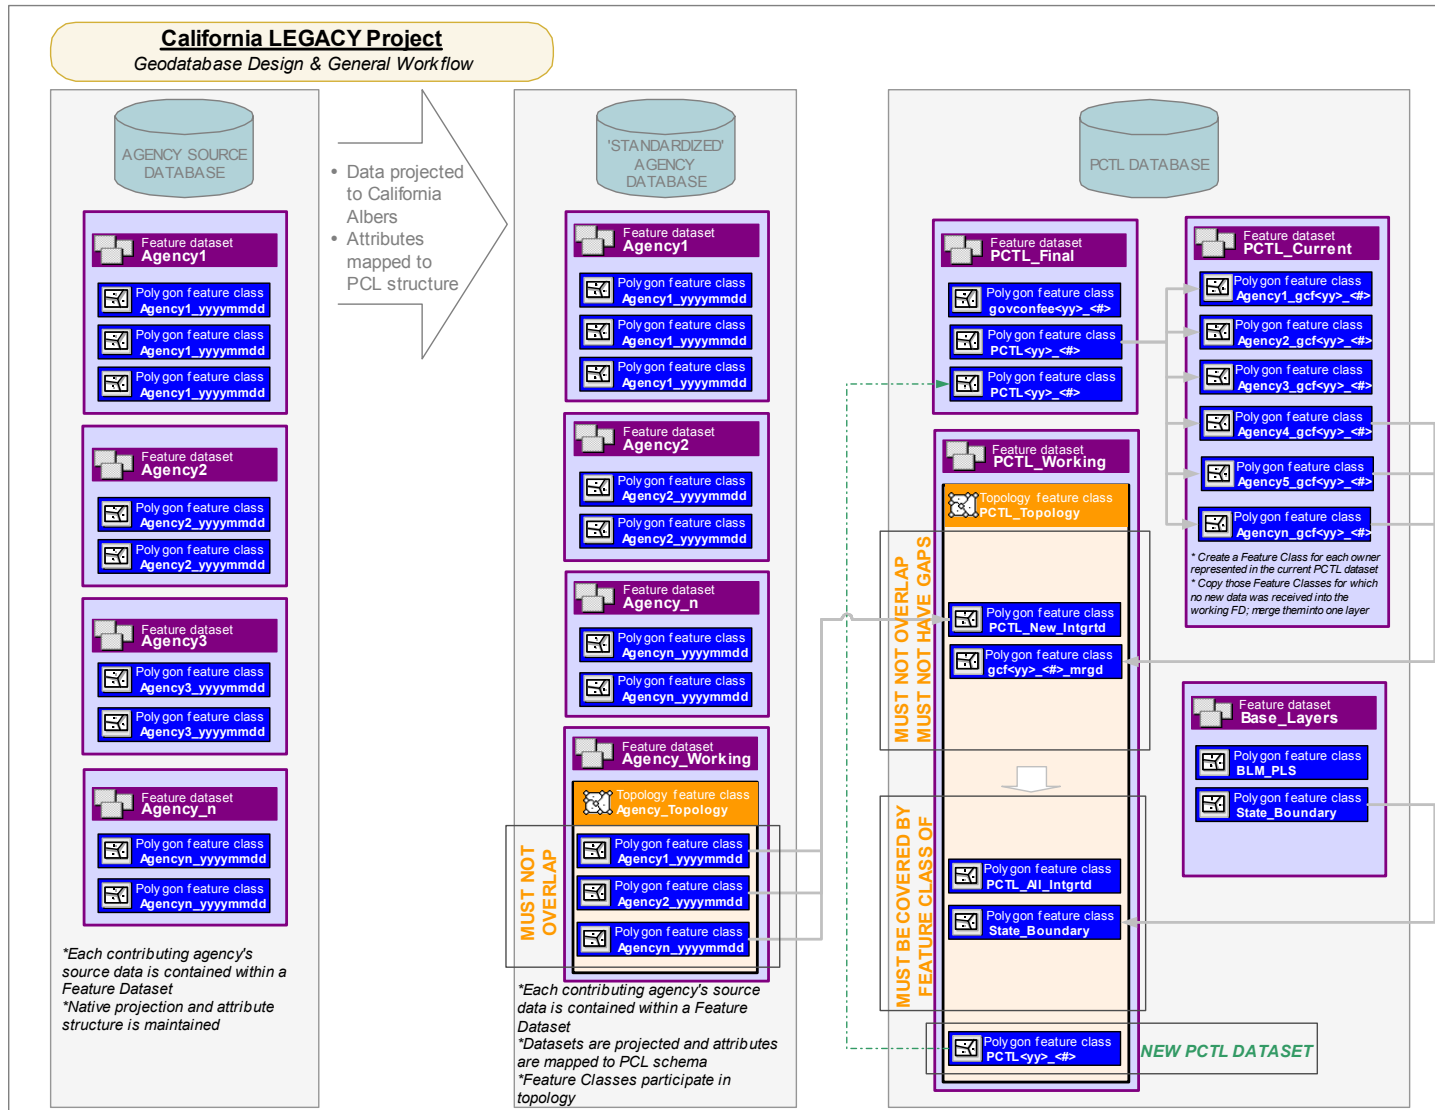 California LEGACY Project
Geodatabase Design & General Workflow
AGENCY SOURCE
DATABASE
Feature dataset
Agency1
Polygon feature class
Agency1_yyyymmdd
Polygon feature class
Agency1_yyyymmdd
Polygon feature class
Agency1_yyyymmdd
Feature dataset
Agency2
Polygon feature class
Agency2_yyyymmdd
Polygon feature class
Agency2_yyyymmdd
Feature dataset
Agency3
Polygon feature class
Agency3_yyyymmdd
Polygon feature class
Agency3_yyyymmdd
Feature dataset
Agency_n
Polygon feature class
Agencyn_yyyymmdd
Polygon feature class
Agencyn_yyyymmdd
*Each contributing agency's
source data is contained within a
Feature Dataset
*Native projection and attribute
structure is maintained
• Data projected
to California
Albers
• Attributes
mapped to
PCL structure
'STANDARDIZED'
AGENCY
DATABASE
Feature dataset
Agency1
Polygon feature class
Agency1_yyyymmdd
Polygon feature class
Agency1_yyyymmdd
Polygon feature class
Agency1_yyyymmdd
Feature dataset
Agency2
Polygon feature class
Agency2_yyyymmdd
Polygon feature class
Agency2_yyyymmdd
Feature dataset
Agency_n
Polygon feature class
Agencyn_yyyymmdd
Polygon feature class
Agencyn_yyyymmdd
Feature dataset
Agency_Working
Topology feature class
Agency_Topology
MUST NOT
OVERLAP
Polygon feature class
Agency1_yyyymmdd
Polygon feature class
Agency2_yyyymmdd
Polygon feature class
Agencyn_yyyymmdd
*Each contributing agency's source
data is contained within a Feature
Dataset
*Datasets are projected and attributes
are mapped to PCL schema
*Feature Classes participate in
topology
PCTL DATABASE
Feature dataset
PCTL_Final
Polygon feature class
govconfee<yy>_<#>
Polygon feature class
PCTL<yy>_<#>
Polygon feature class
PCTL<yy>_<#>
Feature dataset
PCTL_Working
Topology feature class
PCTL_Topology
MUST NOT OVERLAP
MUST NOT HAVE GAPS
Polygon feature class
PCTL_New_Intgrtd
Polygon feature class
gcf<yy>_<#>_mrgd
MUST BE COVERED BY
FEATURE CLASS OF
Polygon feature class
PCTL_All_Intgrtd
Polygon feature class
State_Boundary
Polygon feature class
PCTL<yy>_<#>
NEW PCTL DATASET
Feature dataset
PCTL_Current
Polygon feature class
Agency1_gcf<yy>_<#>
Polygon feature class
Agency2_gcf<yy>_<#>
Polygon feature class
Agency3_gcf<yy>_<#>
Polygon feature class
Agency4_gcf<yy>_<#>
Polygon feature class
Agency5_gcf<yy>_<#>
Polygon feature class
Agencyn_gcf<yy>_<#>
* Create a Feature Class for each owner
represented in the current PCTL dataset
* Copy those Feature Classes for which
no new data was received into the
working FD; merge theminto one layer
Feature dataset
Base_Layers
Polygon feature class
BLM_PLS
Polygon feature class
State_Boundary